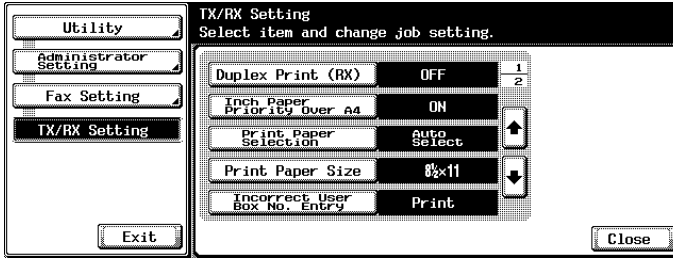 Utility
Administrator
Setting
Fax Setting
TX/RX Setting
Exit
TX/RX Setting
Select item and change job setting.
Duplex Print (RX) OFF
Inch Paper
Priority Over A4 ON
Print Paper
Selection
Auto
Select
Print Paper Size 8½×11
Incorrect User
Box No. Entry Print
1
2
Close